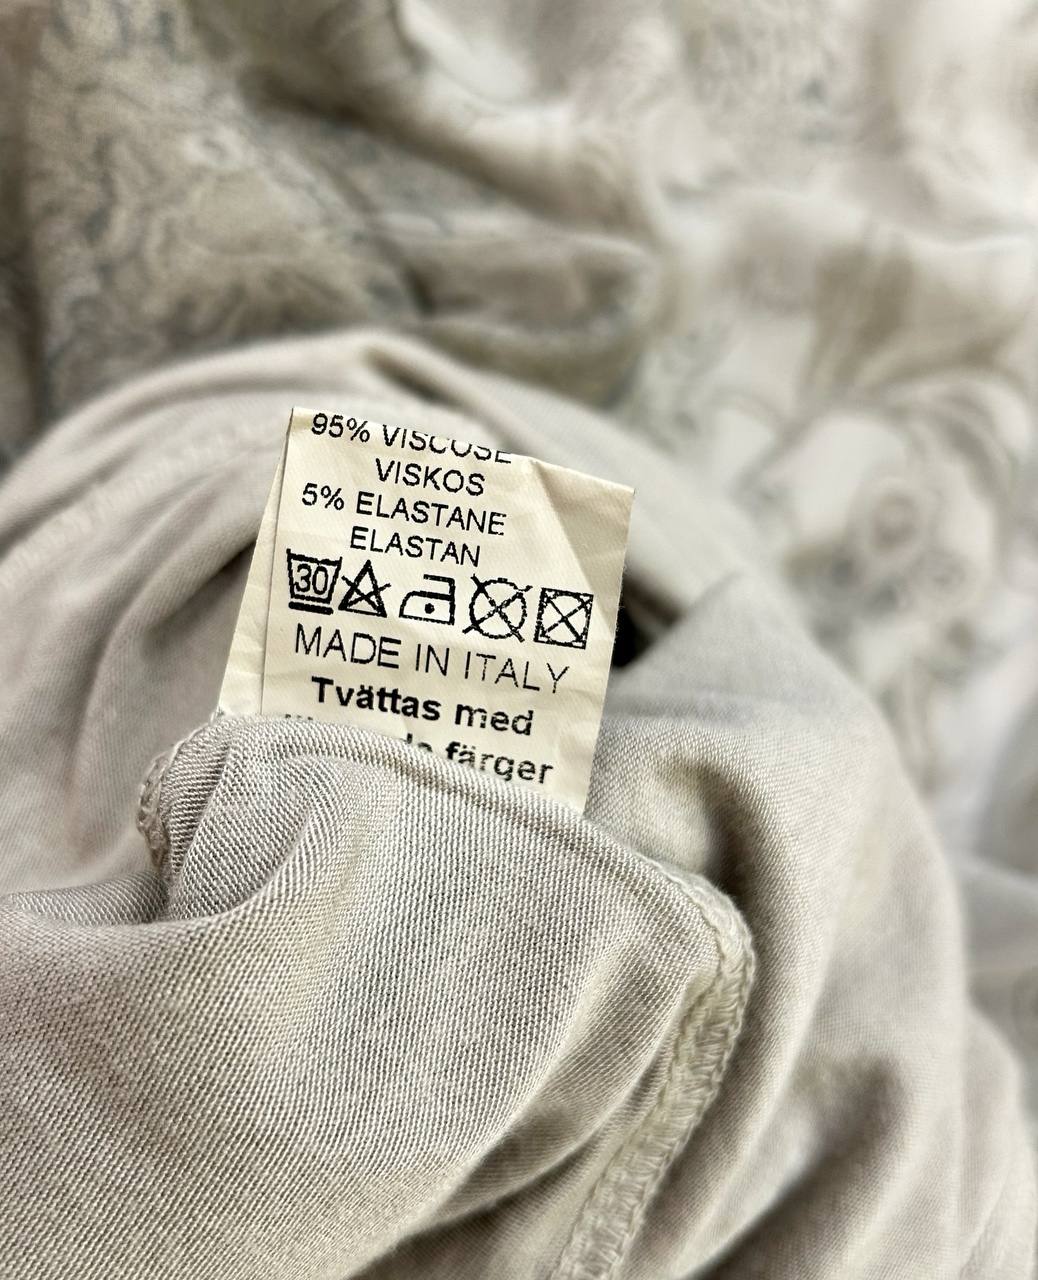 95% VISCOSE
VISKOS
5% ELASTANE
ELASTAN
30
MADE IN ITALY
Tvättas med
färger